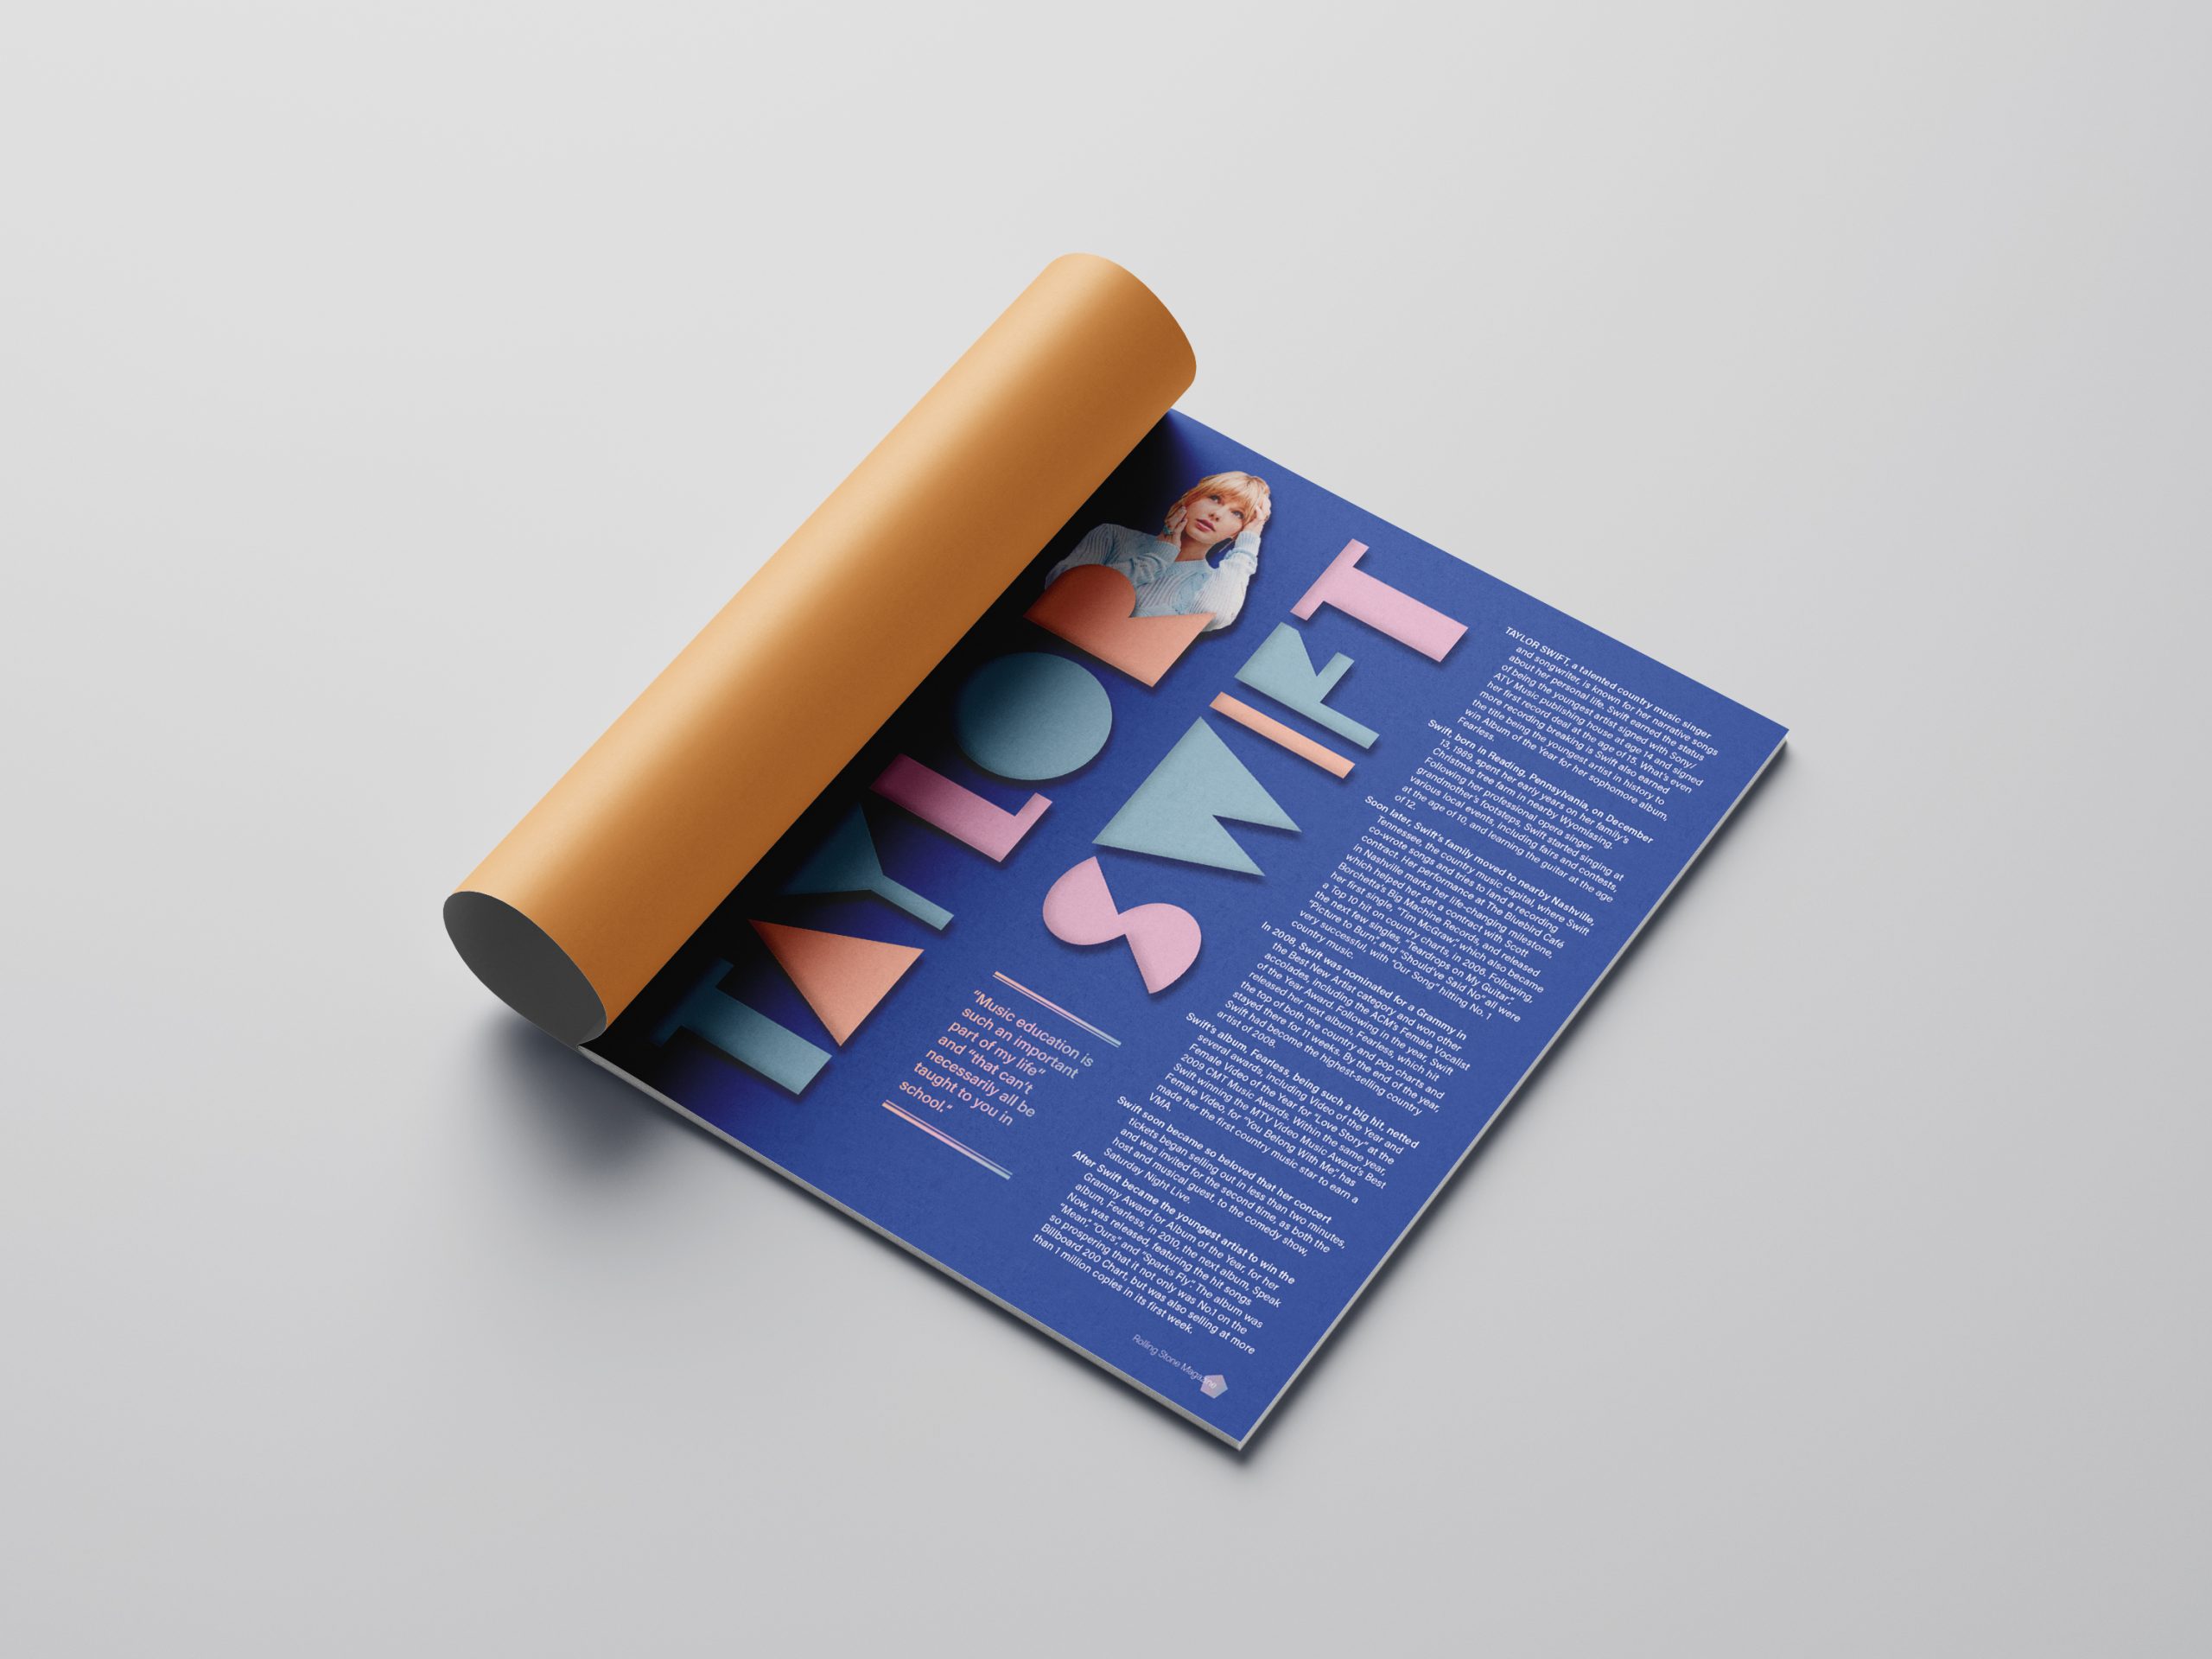 TAYLOR
SWIFT
"Music education is
such an important
part of my life"
and "that can't
necessarily all be
taught to you in
school."
TAYLOR SWIFT, a talented country music singer
and songwriter, is known for her narrative songs
about her personal life. Swift earned the status
of being the youngest artist signed with Sony/
ATV Music publishing house at age 14 and signed
her first record deal at the age of 15. What's even
more recording breaking is Swift also earned
the title being the youngest artist in history to
win Album of the Year for her sophomore album,
Fearless.
Swift, born in Reading, Pennsylvania, on December
13, 1989, spent her early years on her family's
Christmas tree farm in nearby Wyomissing.
Following her professional opera singer
grandmother's footsteps, Swift started singing at
various local events, including fairs and contests,
at the age of 10, and learning the guitar at the age
of 12.
Soon later, Swift's family moved to nearby Nashville,
Tennessee, the country music capital, where Swift
co-wrote songs and tries to land a recording
contract. Her performance at The Bluebird Café
in Nashville marks her life-changing milestone,
which helped her get a contract with Scott
Borchetta's Big Machine Records, and released
her first single, "Tim McGraw", which also became
a Top 10 hit on country charts, in 2006. Following,
the next few singles, "Teardrops on My Guitar,"
"Picture to Burn", and "Should've Said No" all were
very successful, with "Our Song" hitting No. 1
country music.
In 2008, Swift was nominated for a Grammy in
the Best New Artist category and won other
accolades, including the ACM's Female Vocalist
of the Year Award. Following in the year, Swift
released her next album, Fearless, which hit
the top of both the country and pop charts and
stayed there for 11 weeks. By the end of the year,
Swift had become the highest-selling country
artist of 2008.
Swift's album, Fearless, being such a big hit, netted
several awards, including Video of the Year and
Female Video of the Year for "Love Story" at the
2009 CMT Music Awards. Within the same year,
Swift winning the MTV Video Music Award's Best
Female Video, for "You Belong With Me", has
made her the first country music star to earn a
VMA.
Swift soon became so beloved that her concert
tickets began selling out in less than two minutes,
and was invited for the second time, as both the
host and musical guest, to the comedy show,
Saturday Night Live.
After Swift became the youngest artist to win the
Grammy Award for Album of the Year, for her
album, Fearless, in 2010, the next album, Speak
Now, was released, featuring the hit songs
"Mean", "Ours", and "Sparks Fly". The album was
so prospering that it not only was No.1 on the
Billboard 200 Chart, but was also selling at more
than 1 million copies in its first week.
Rolling Stone Magazine